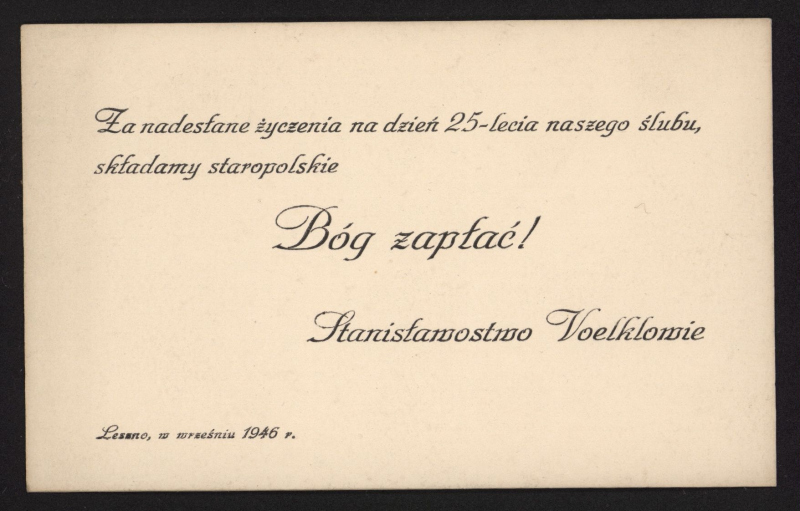 Za nadesłane życzenia na dzień 25-lecia naszego ślubu,
składamy staropolskie
Bóg zapłać!
Stanisławostwo Voelklowie
Leszno, w wrześniu 1946 r.